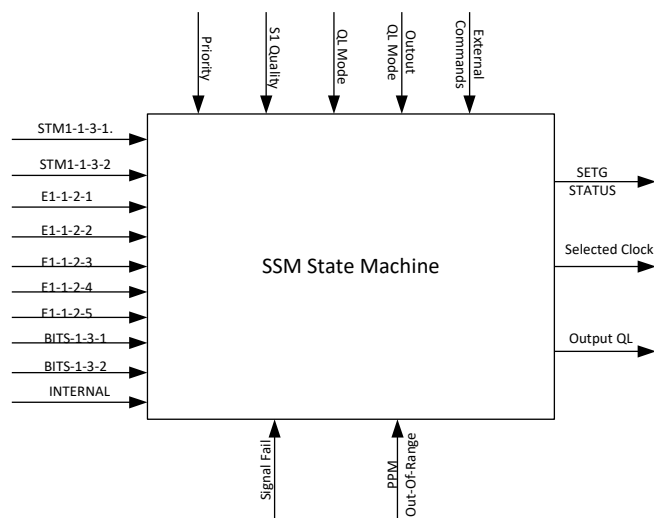 Priority
S1 Quality
QL Mode
Outout
QL Mode
External
Commands
STM1-1-3-1.
STM1-1-3-2
E1-1-2-1
E1-1-2-2
E1-1-2-3
E1-1-2-4
E1-1-2-5
BITS-1-3-1
BITS-1-3-2
INTERNAL
SSM State Machine
SETG
STATUS
Selected Clock
Output QL
Signal Fail
PPM
Out-Of-Range